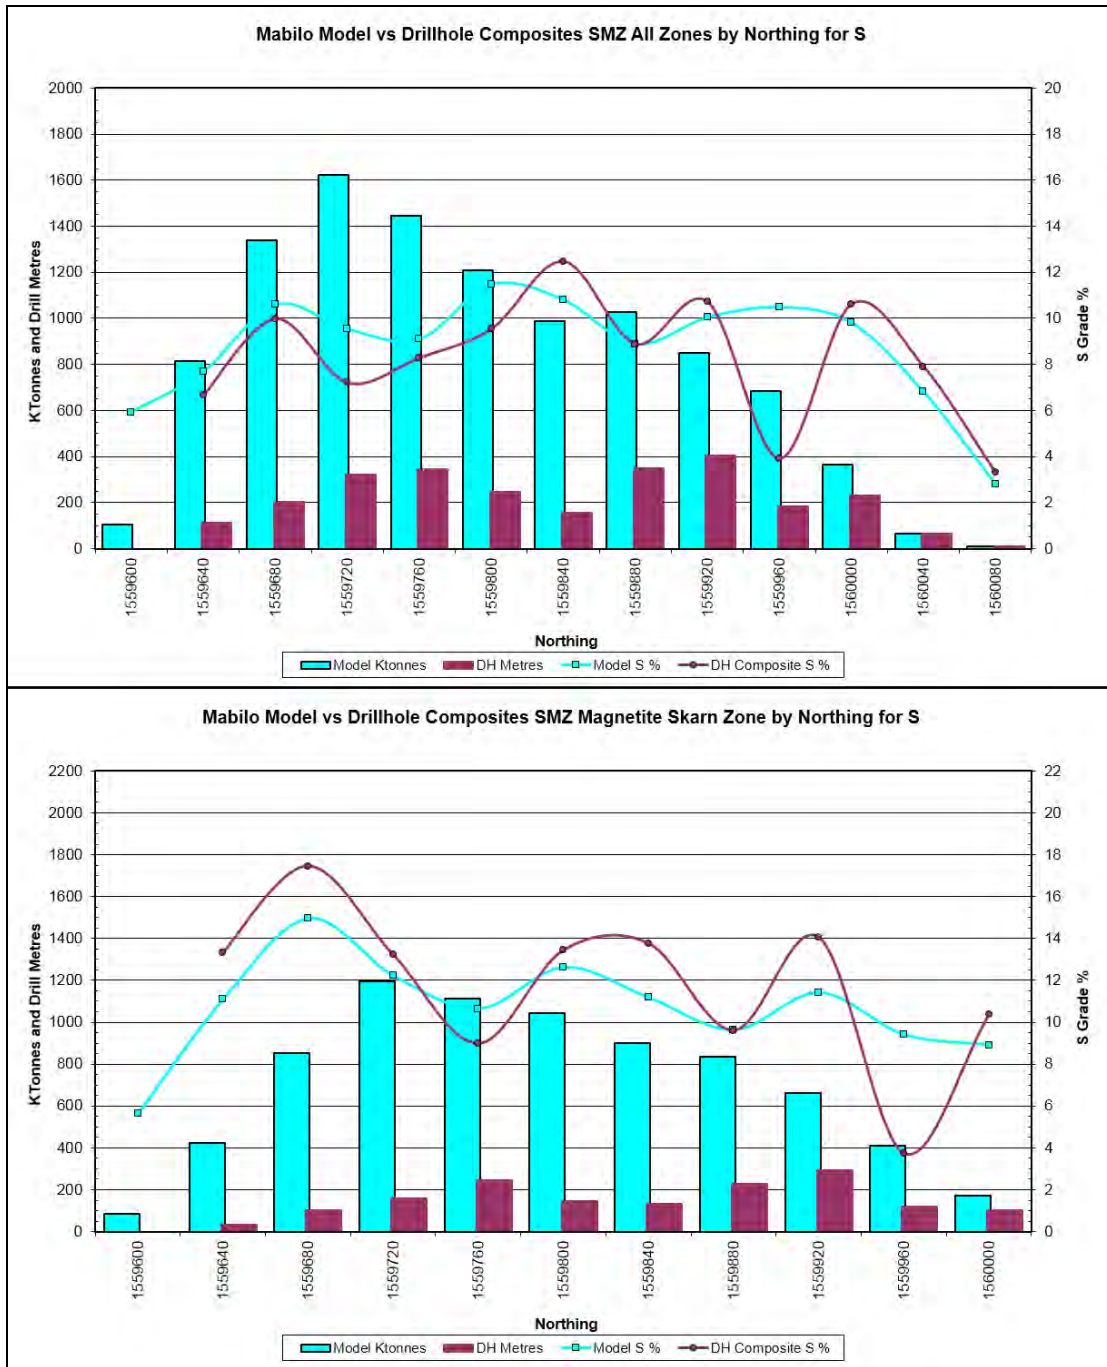 Mabilo Model vs Drillhole Composites SMZ All Zones by Northing for S
2000 20
1800 18
1600 16
1400 14
1200 12
1000 10
800 8
600 6
400 4
200 2
0 0
KTonnes and Drill Metres
S Grade %
1559600 1559640 1559680 1559720 1559760 1559800 1559840 1559880 1559920 1559960 1560000 1560040 1560080
Northing
Model Ktonnes DH Metres Model S % DH Composite S %
Mabilo Model vs Drillhole Composites SMZ Magnetite Skarn Zone by Northing for S
2200 22
2000 20
1800 18
1600 16
1400 14
1200 12
1000 10
800 8
600 6
400 4
200 2
0 0
KTonnes and Drill Metres
S Grade %
1559600 1559640 1559680 1559720 1559760 1559800 1559840 1559880 1559920 1559960 1560000
Northing
Model Ktonnes DH Metres Model S % DH Composite S %